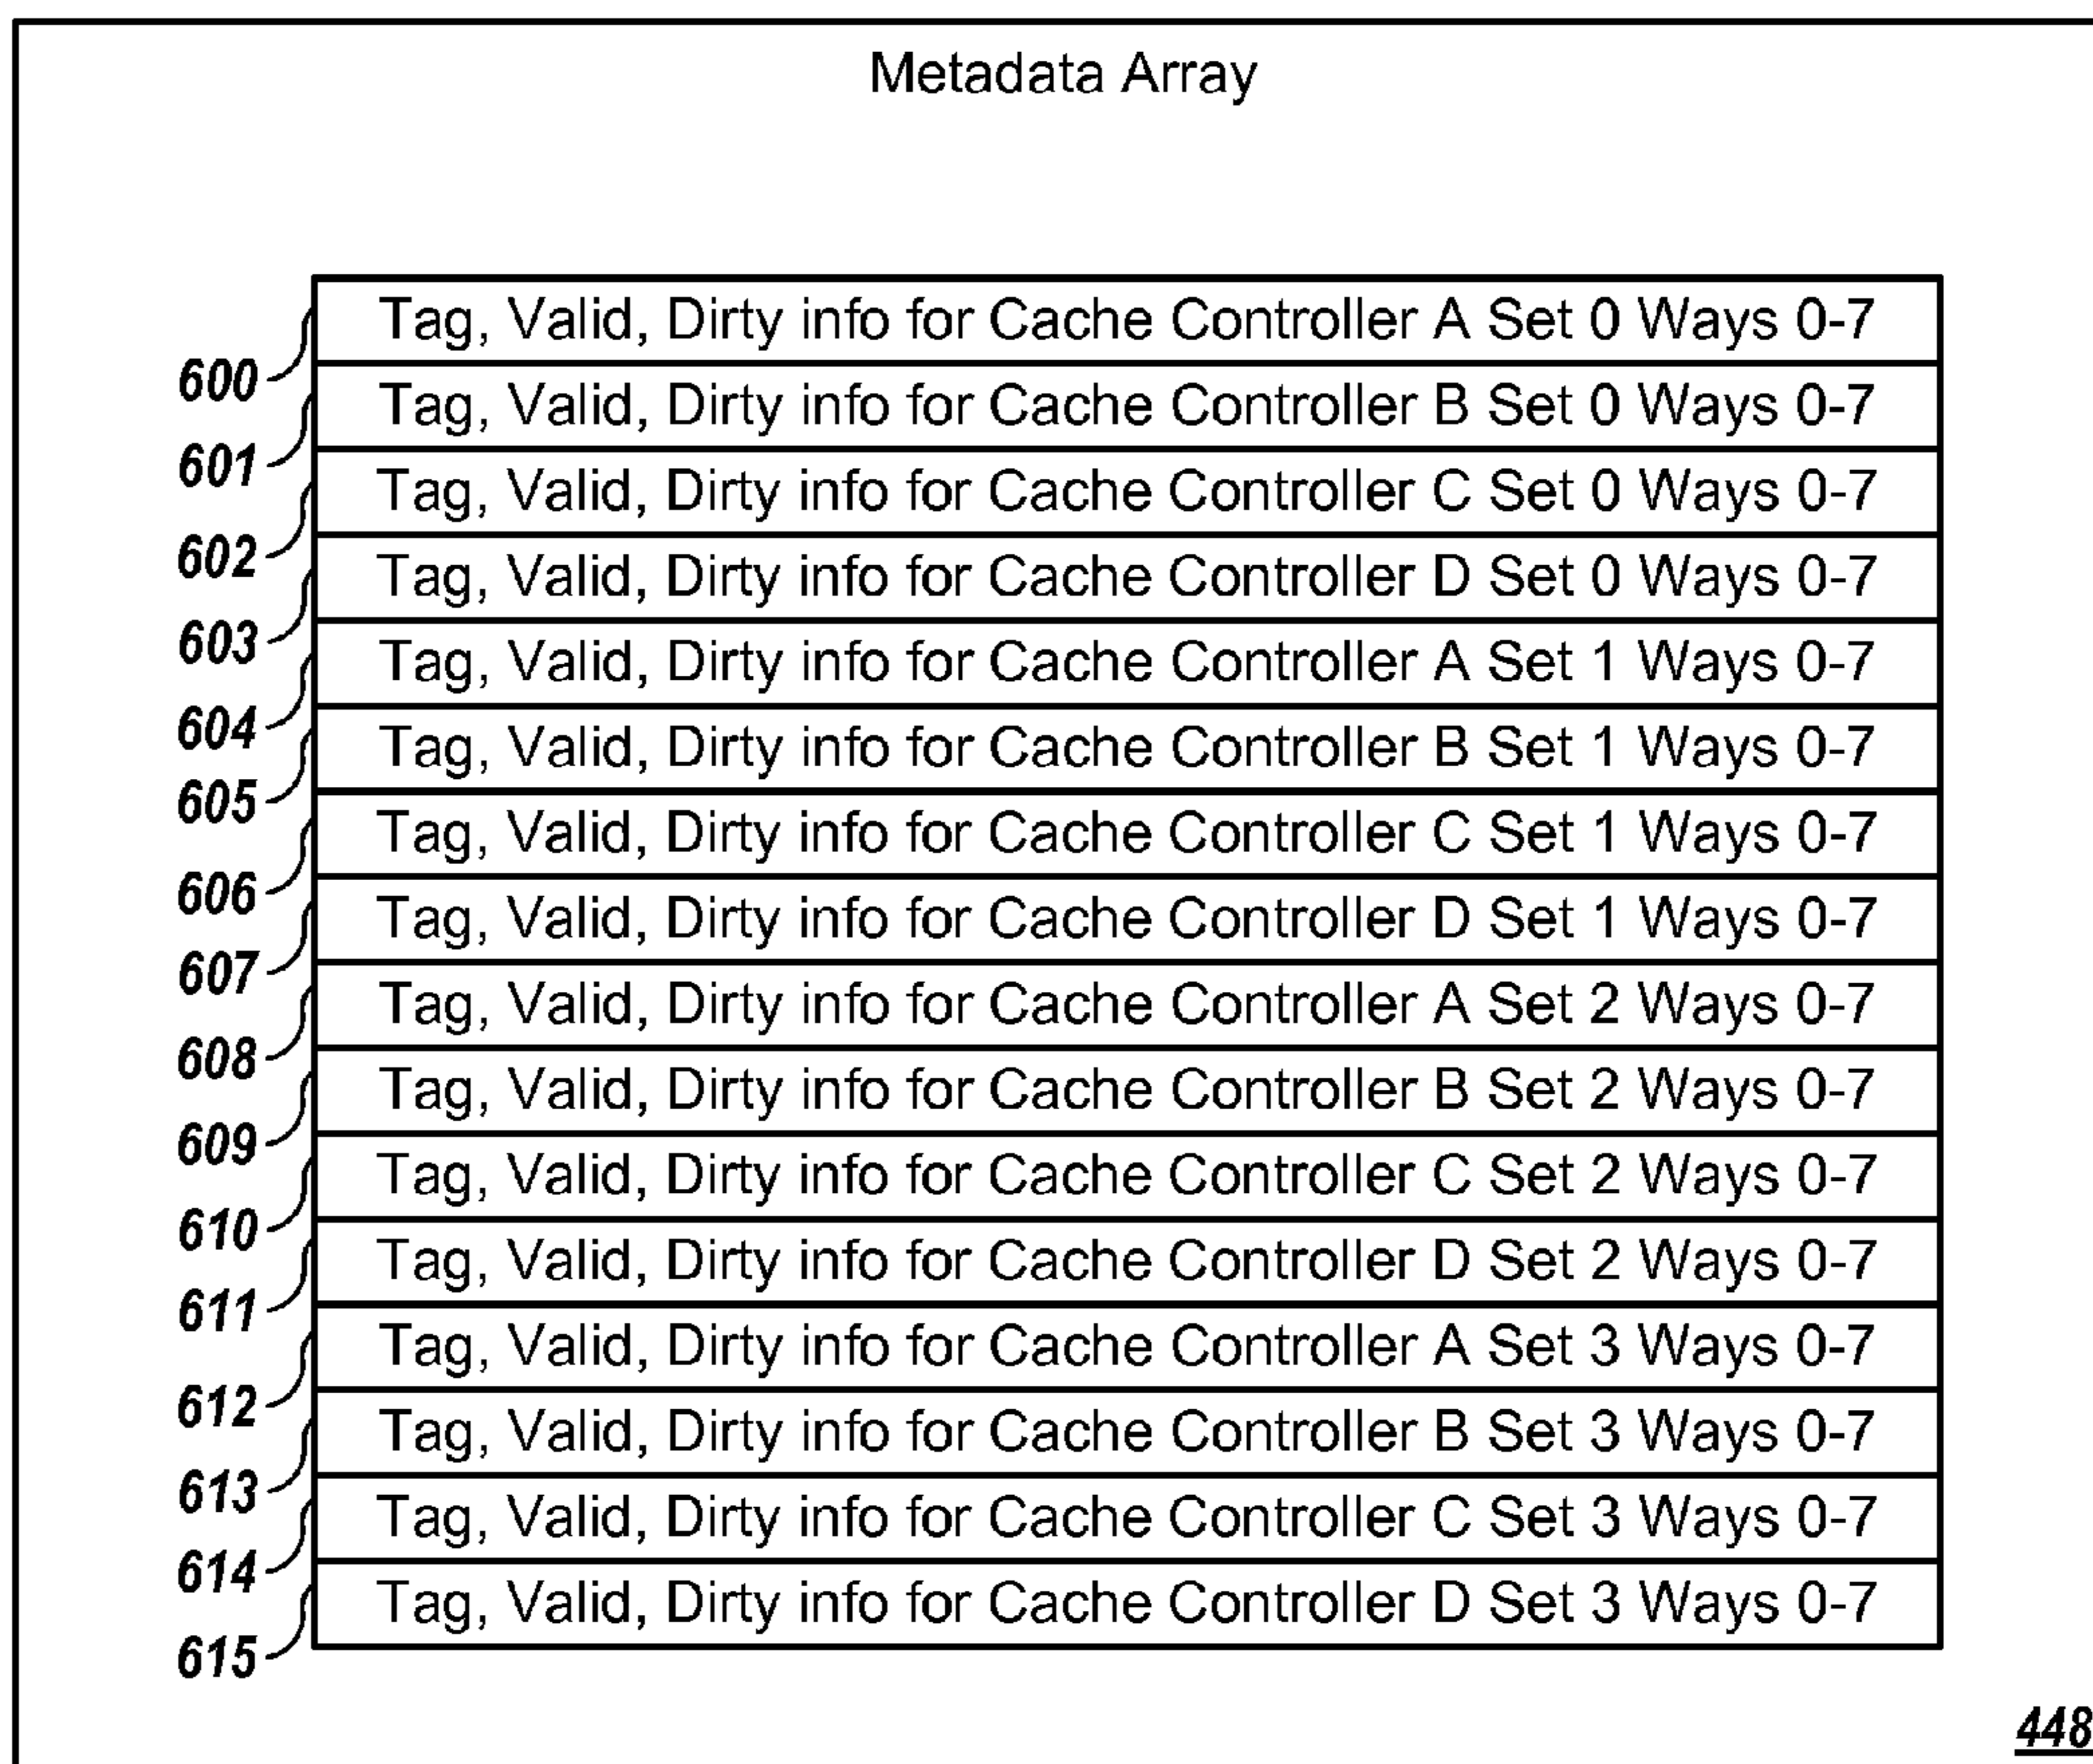 Metadata Array
Tag, Valid, Dirty info for Cache Controller A Set 0 Ways 0-7
600
Tag, Valid, Dirty info for Cache Controller B Set 0 Ways 0-7
601
Tag, Valid, Dirty info for Cache Controller C Set 0 Ways 0-7
602
Tag, Valid, Dirty info for Cache Controller D Set 0 Ways 0-7
603
Tag, Valid, Dirty info for Cache Controller A Set 1 Ways 0-7
604
Tag, Valid, Dirty info for Cache Controller B Set 1 Ways 0-7
605
Tag, Valid, Dirty info for Cache Controller C Set 1 Ways 0-7
606
Tag, Valid, Dirty info for Cache Controller D Set 1 Ways 0-7
607
Tag, Valid, Dirty info for Cache Controller A Set 2 Ways 0-7
608
Tag, Valid, Dirty info for Cache Controller B Set 2 Ways 0-7
609
Tag, Valid, Dirty info for Cache Controller C Set 2 Ways 0-7
610
Tag, Valid, Dirty info for Cache Controller D Set 2 Ways 0-7
611
Tag, Valid, Dirty info for Cache Controller A Set 3 Ways 0-7
612
Tag, Valid, Dirty info for Cache Controller B Set 3 Ways 0-7
613
Tag, Valid, Dirty info for Cache Controller C Set 3 Ways 0-7
614
Tag, Valid, Dirty info for Cache Controller D Set 3 Ways 0-7
615
448